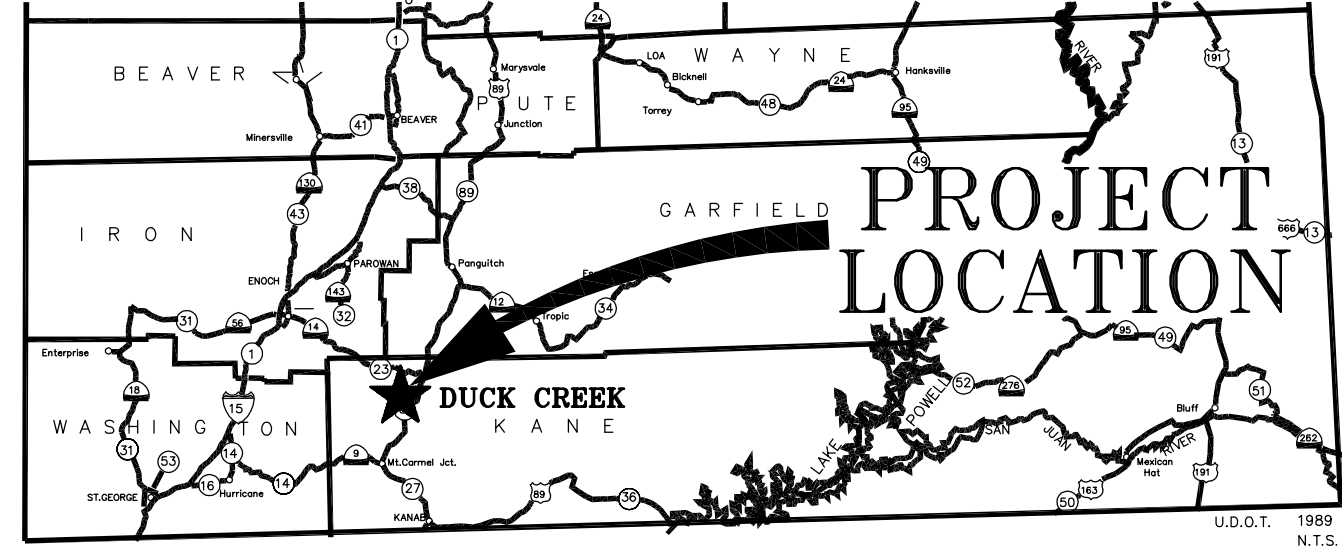 24
1
LOA
WAYNE
RIVER
191
BEAVER
Marysvale
Bicknell
24
Hanksville
89
PIUTE
Torrey
48
95
41
BEAVER
Junction
Minersville
13
49
130
38
89
PROJECT
43
GARFIELD
IRON
666
13
PAROWAN
Panguitch
LOCATION
ENOCH
143
12
34
32
Tropic
31
56
14
95
49
Enterprise
1
23
52
276
18
DUCK CREEK
POWELL
51
15
Bluff
WASHINGTON
KANE
SAN
JUAN
RIVER
262
31
53
14
9
Mt.Carmel Jct.
LAKE
Mexican
Hat
191
16
14
27
89
36
163
ST.GEORGE
Hurricane
50
KANAB
U.D.O.T. 1989
N.T.S.